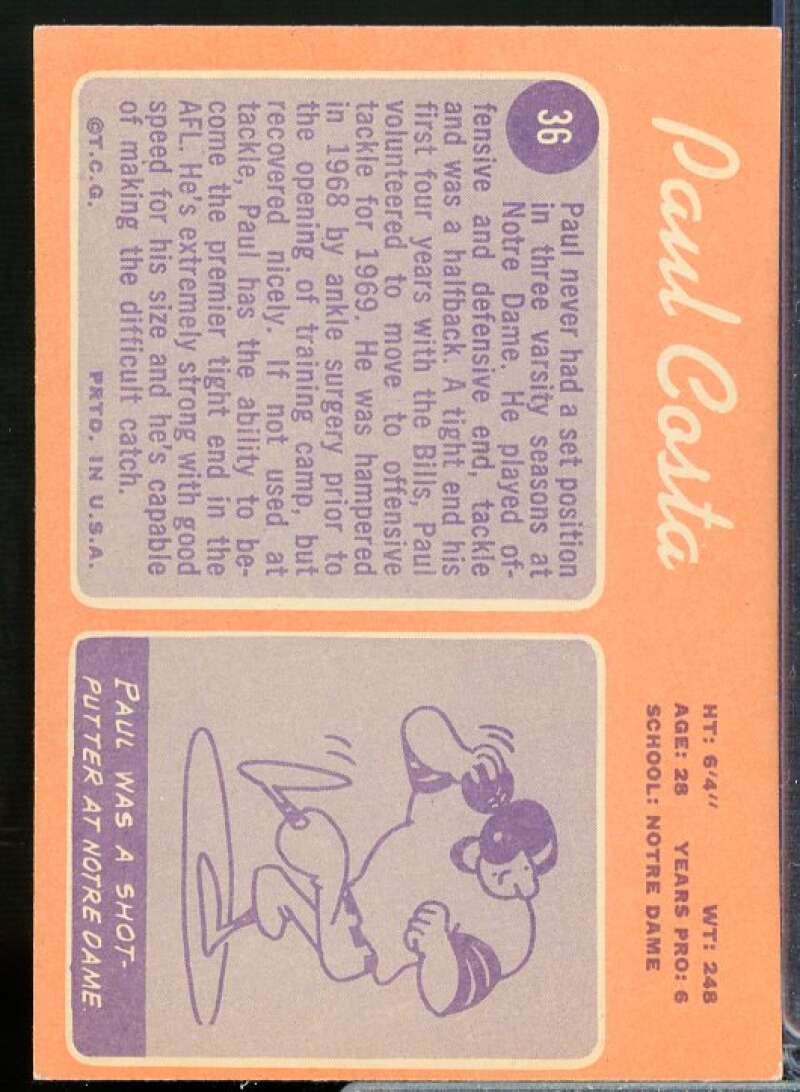 Paul Costa
HT: 6'4" WT: 248
AGE: 28 YEARS PRO: 6
SCHOOL: NOTRE DAME
36
Paul never had a set position
in three varsity seasons at
Notre Dame. He played of-
fensive and defensive end, tackle
and was a halfback. A tight end his
first four years with the Bills, Paul
volunteered to move to offensive
tackle for 1969. He was hampered
in 1968 by ankle surgery prior to
the opening of training camp, but
recovered nicely. If not used at
tackle, Paul has the ability to be-
come the premier tight end in the
AFL. He's extremely strong with good
speed for his size and he's capable
of making the difficult catch.
©T.C.G. PRTD. IN U.S.A.
PAUL WAS A SHOT-
PUTTER AT NOTRE DAME.